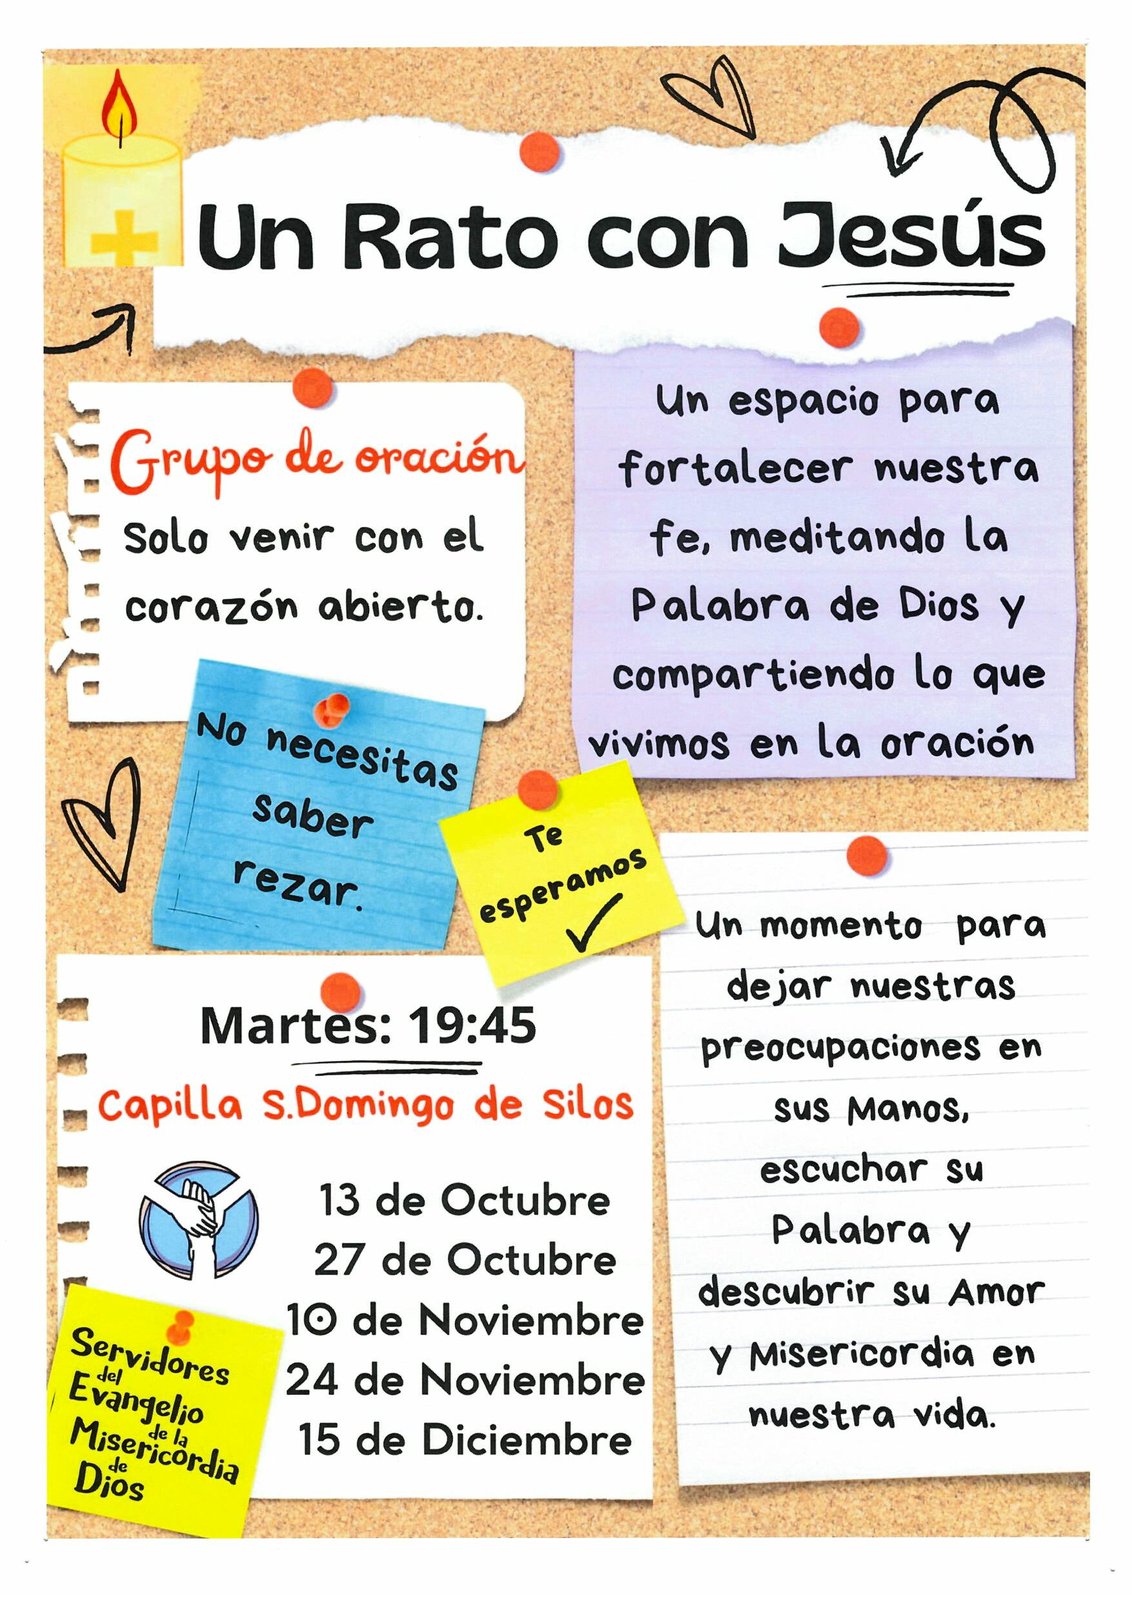 Un Rato con Jesús
Grupo de oración
Solo venir con el
corazón abierto.
Un espacio para
fortalecer nuestra
fe, meditando la
Palabra de Dios y
compartiendo lo que
vivimos en la oración
No necesitas
saber
rezar.
Te
esperamos
Un momento para
dejar nuestras
preocupaciones en
sus Manos,
escuchar su
Palabra y
descubrir su Amor
y Misericordia en
nuestra vida.
Martes: 19:45
Capilla S.Domingo de Silos
13 de Octubre
27 de Octubre
10 de Noviembre
24 de Noviembre
15 de Diciembre
Servidores
del
Evangelio
de la
Misericordia
de
Dios